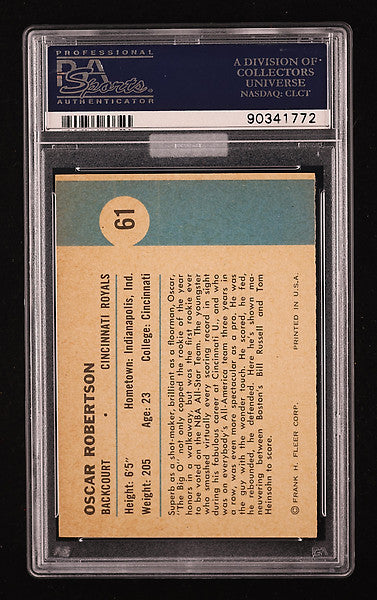 PROFESSIONAL
PSA
Sports
AUTHENTICATOR
A DIVISION OF
COLLECTORS
UNIVERSE
NASDAQ: CLCT
90341772
61
OSCAR ROBERTSON
BACKCOURT • CINCINNATI ROYALS
Height: 6'5" Hometown: Indianapolis, Ind.
Weight: 205 Age: 23 College: Cincinnati
Superb as a shot-maker, brilliant as a floorman, Oscar,
'The Big O' not only copped the rookie of the year
honors in a walkaway, but was the first rookie ever
to be voted on the NBA All-Star Team. The youngster
who smashed virtually every scoring record in sight
during his fabulous career at Cincinnati U., and who
was on everybody's All America team three years in
a row, was even more spectacular as a pro. He was
the guy with the wonder touch. He scored, he fed,
he rebounded, he defended. Here he's shown ma-
neuvering between Boston's Bill Russell and Tom
Heinsohn to score.
© FRANK H. FLEER CORP. PRINTED IN U.S.A.